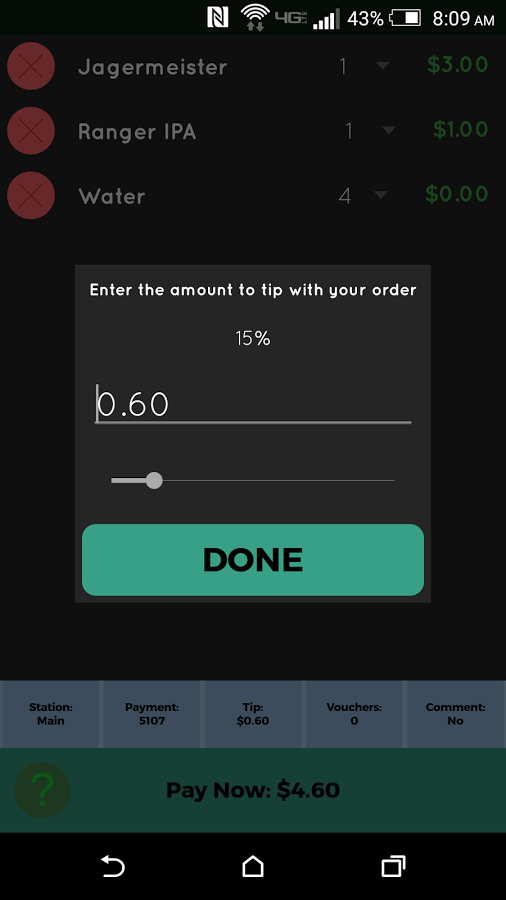 4G LTE 43% 8:09 AM
Jagermeister 1 $3.00
Ranger IPA 1 $1.00
Water 4 $0.00
Enter the amount to tip with your order
15%
0.60
DONE
Station: Payment: Tip: Vouchers: Comment:
Main 5107 $0.60 0 No
? Pay Now: $4.60